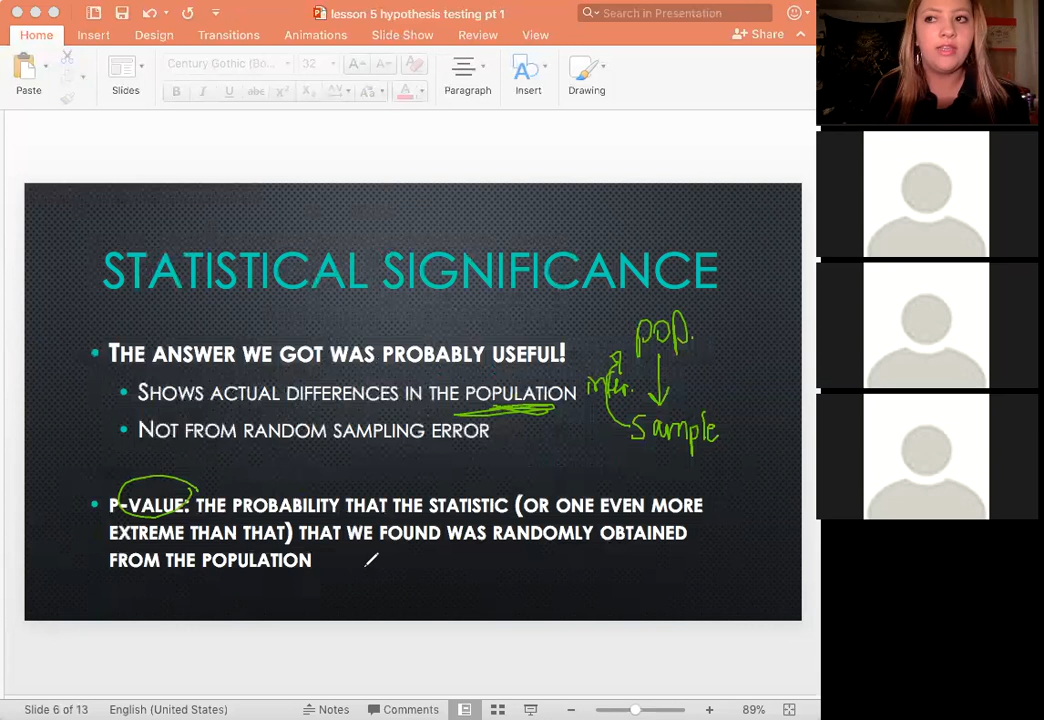 lesson 5 hypothesis testing pt 1
Search in Presentation
Home Insert Design Transitions Animations Slide Show Review View Share
Century Gothic (Bo... 32
Paste Slides Paragraph Insert Drawing
STATISTICAL SIGNIFICANCE
• THE ANSWER WE GOT WAS PROBABLY USEFUL!
• SHOWS ACTUAL DIFFERENCES IN THE POPULATION
• NOT FROM RANDOM SAMPLING ERROR
pop.
infer.
sample
• P-VALUE: THE PROBABILITY THAT THE STATISTIC (OR ONE EVEN MORE
EXTREME THAN THAT) THAT WE FOUND WAS RANDOMLY OBTAINED
FROM THE POPULATION
Slide 6 of 13 English (United States) Notes Comments 89%